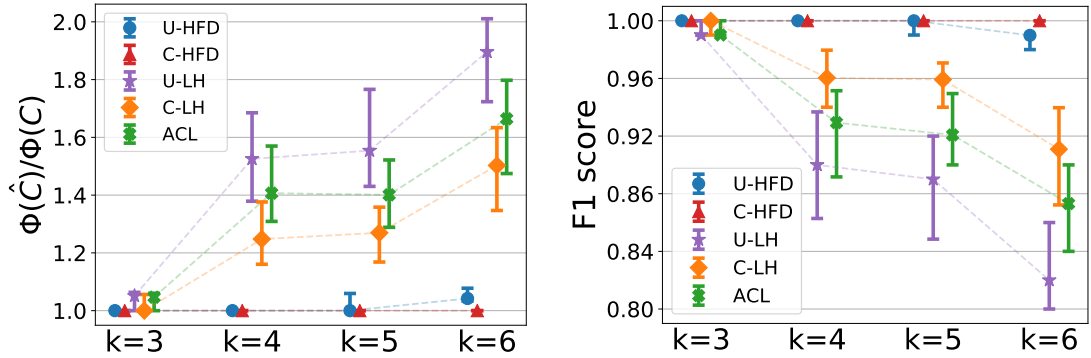 Φ(Ĉ)/Φ(C)
2.0
1.8
1.6
1.4
1.2
1.0
U-HFD
C-HFD
U-LH
C-LH
ACL
k=3 k=4 k=5 k=6
F1 score
1.00
0.96
0.92
0.86
0.84
0.80
U-HFD
C-HFD
U-LH
C-LH
ACL
k=3 k=4 k=5 k=6